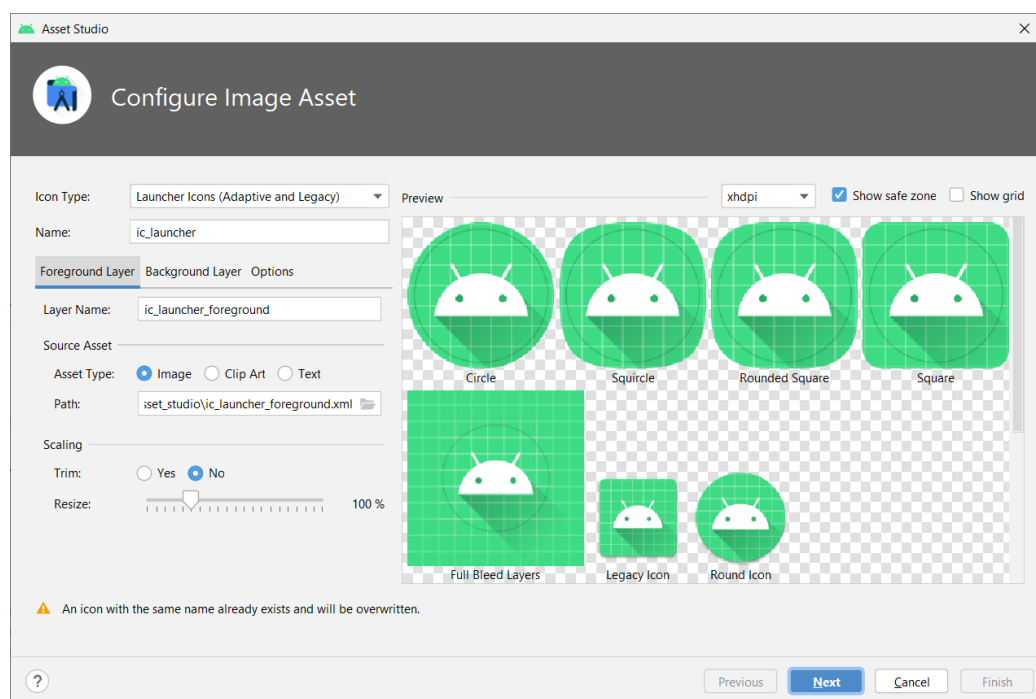 Asset Studio
Configure Image Asset
Icon Type: Launcher Icons (Adaptive and Legacy)
Name: ic_launcher
Foreground Layer Background Layer Options
Layer Name: ic_launcher_foreground
Source Asset
Asset Type: Image Clip Art Text
Path: sset_studio\ic_launcher_foreground.xml
Scaling
Trim: Yes No
Resize: 100 %
Preview xhdpi Show safe zone Show grid
Circle Squircle Rounded Square Square
Full Bleed Layers Legacy Icon Round Icon
An icon with the same name already exists and will be overwritten.
? Previous Next Cancel Finish